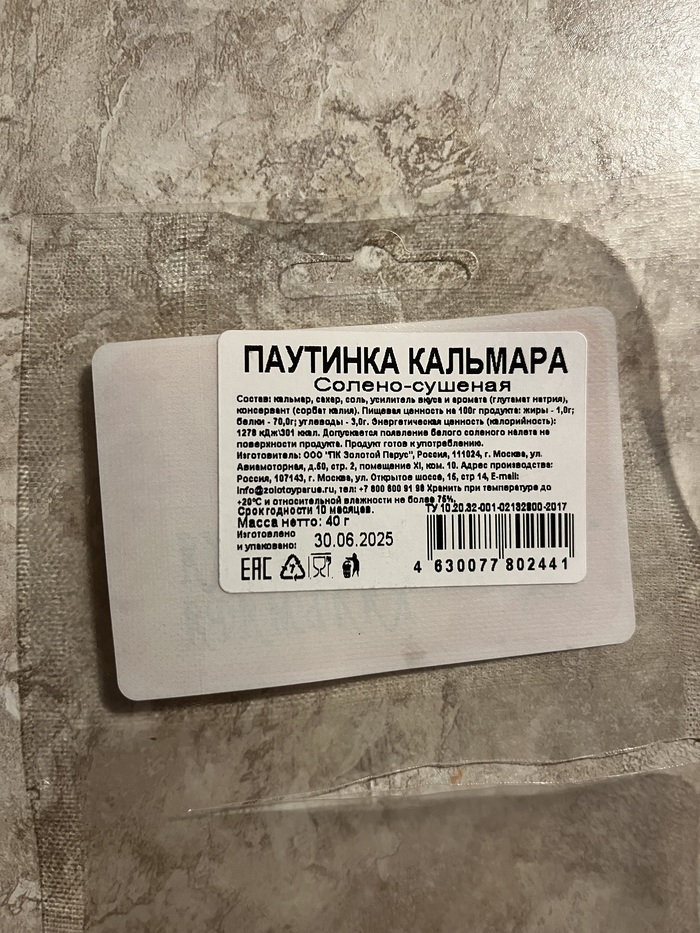 ПАУТИНКА КАЛЬМАРА
Солено-сушеная
Состав: кальмар, сахар, соль, усилитель вкуса и аромата (глутамат натрия),
консервант (сорбат калия). Пищевая ценность на 100г продукта: жиры - 1,0г;
белки - 70,0г; углеводы - 3,0г. Энергетическая ценность (калорийность):
1278 кДж\301 ккал. Допускается появление белого соленого налета на
поверхности продукта. Продукт готов к употреблению.
Изготовитель: ООО "ПК Золотой Парус", Россия, 111024, г. Москва, ул.
Авиамоторная, д.50, стр. 2, помещение XI, ком. 10. Адрес производства:
Россия, 107143, г. Москва, ул. Открытое шоссе, 15, стр 14, E-mail:
info@zolotoyparus.ru, тел: +7 800 600 91 98 Хранить при температуре до
+20°С и относительной влажности не более 75%.
Срок годности 10 месяцев.
ТУ 10.20.32-001-02132800-2017
Масса нетто: 40 г
Изготовлено
и упаковано: 30.06.2025
EAC
4 630077 802441